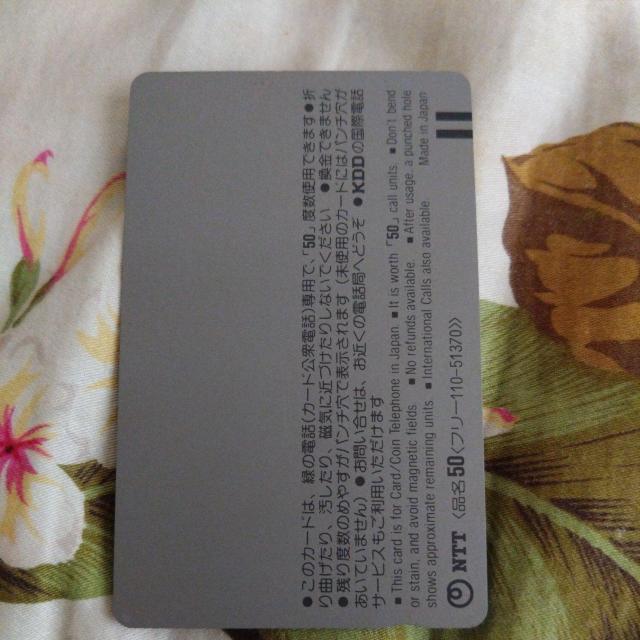 ●このカードは、緑の電話(カード公衆電話)専用で、「50」度数使用できます●折
り曲げたり、汚したり、磁気に近づけたりしないでください ●換金できません
●残り度数のめやすがパンチ穴で表示されます(未使用のカードにはパンチ穴が
あいていません)●お問い合せは、お近くの電話局へどうぞ ●KDDの国際電話
サービスもご利用いただけます
■This card is for Card/Coin Telephone in Japan. ■It is worth「50」call units. ■Don't bend
or stain, and avoid magnetic fields. ■No refunds available. ■After usage, a punched hole
shows approximate remaining units. ■International Calls also available. Made in Japan
NTT 〈品名50〈フリー110-51370〉〉